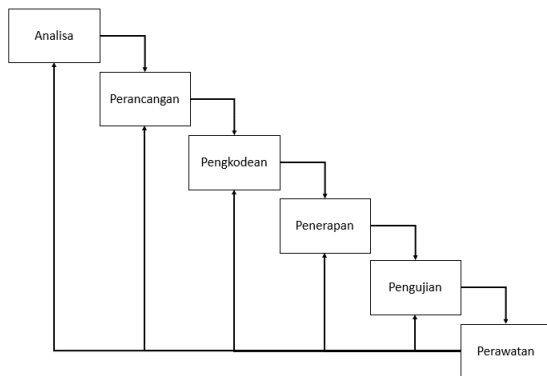 Analisa
Perancangan
Pengkodean
Penerapan
Pengujian
Perawatan